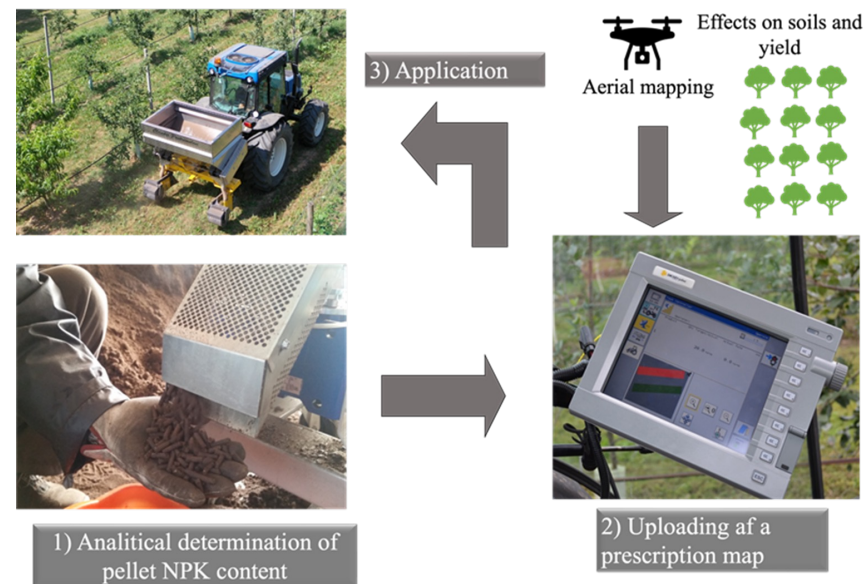 3) Application
Effects on soils and
yield
Aerial mapping
1) Analitical determination of
pellet NPK content
2) Uploading af a
prescription map